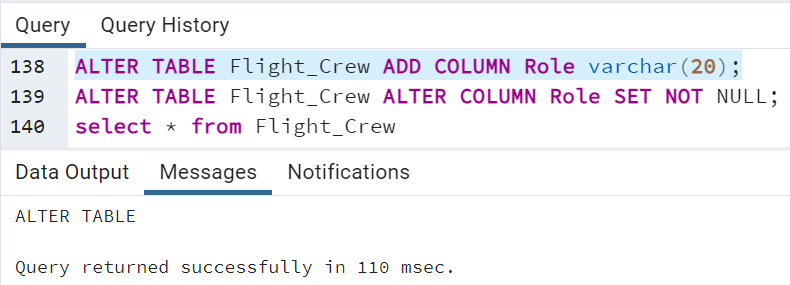 Query Query History
138 ALTER TABLE Flight_Crew ADD COLUMN Role varchar(20);
139 ALTER TABLE Flight_Crew ALTER COLUMN Role SET NOT NULL;
140 select * from Flight_Crew
Data Output Messages Notifications
ALTER TABLE
Query returned successfully in 110 msec.